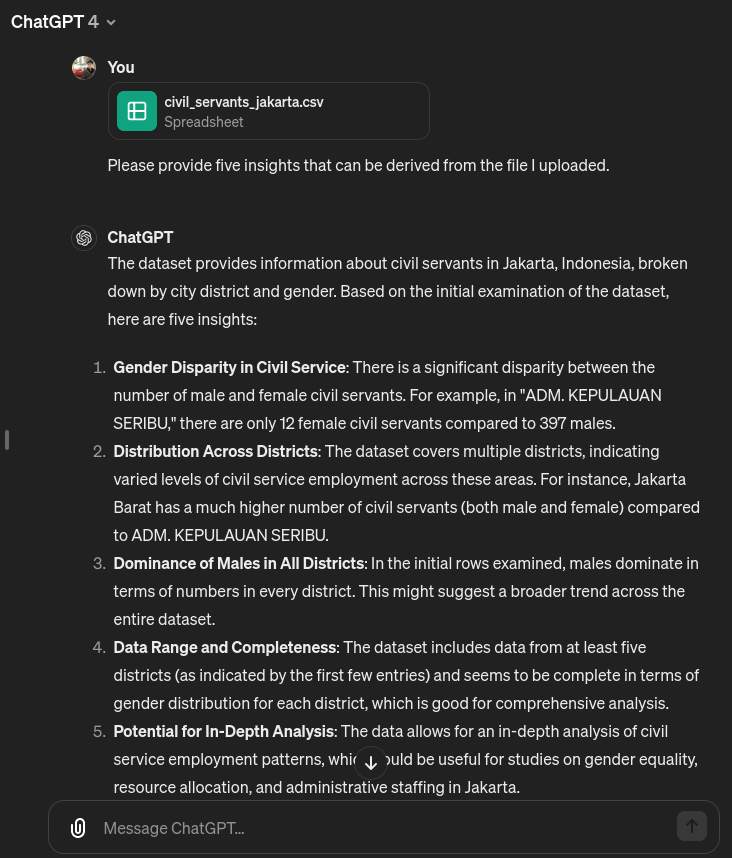 ChatGPT 4
You
civil_servants_jakarta.csv
Spreadsheet
Please provide five insights that can be derived from the file I uploaded.
ChatGPT
The dataset provides information about civil servants in Jakarta, Indonesia, broken
down by city district and gender. Based on the initial examination of the dataset,
here are five insights:
1. Gender Disparity in Civil Service: There is a significant disparity between the
number of male and female civil servants. For example, in "ADM. KEPULAUAN
SERIBU," there are only 12 female civil servants compared to 397 males.
2. Distribution Across Districts: The dataset covers multiple districts, indicating
varied levels of civil service employment across these areas. For instance, Jakarta
Barat has a much higher number of civil servants (both male and female) compared
to ADM. KEPULAUAN SERIBU.
3. Dominance of Males in All Districts: In the initial rows examined, males dominate in
terms of numbers in every district. This might suggest a broader trend across the
entire dataset.
4. Data Range and Completeness: The dataset includes data from at least five
districts (as indicated by the first few entries) and seems to be complete in terms of
gender distribution for each district, which is good for comprehensive analysis.
5. Potential for In-Depth Analysis: The data allows for an in-depth analysis of civil
service employment patterns, be useful for studies on gender equality,
resource allocation, and administrative staffing in Jakarta.
Message ChatGPT...